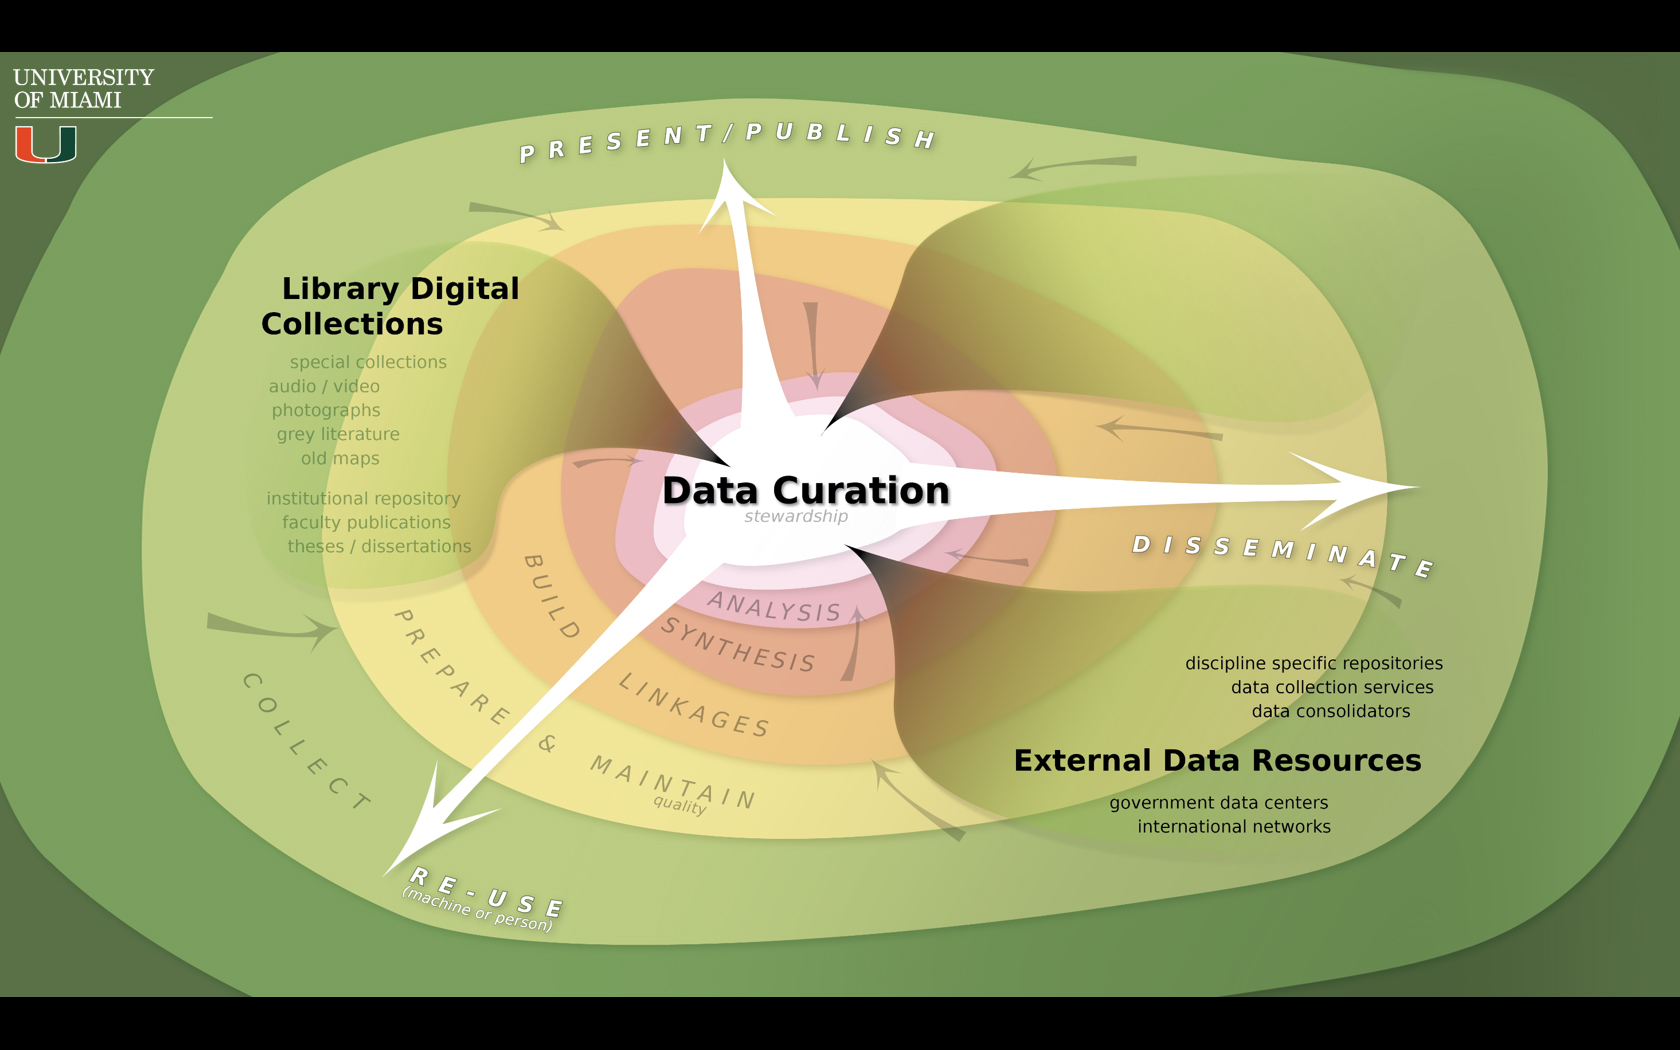 UNIVERSITY
OF MIAMI
PRESENT/PUBLISH
Library Digital
Collections
special collections
audio / video
photographs
grey literature
old maps
institutional repository
faculty publications
theses / dissertations
Data Curation
stewardship
DISSEMINATE
ANALYSIS
SYNTHESIS
BUILD LINKAGES
PREPARE & MAINTAIN
quality
COLLECT
RE-USE
(machine or person)
discipline specific repositories
data collection services
data consolidators
External Data Resources
government data centers
international networks